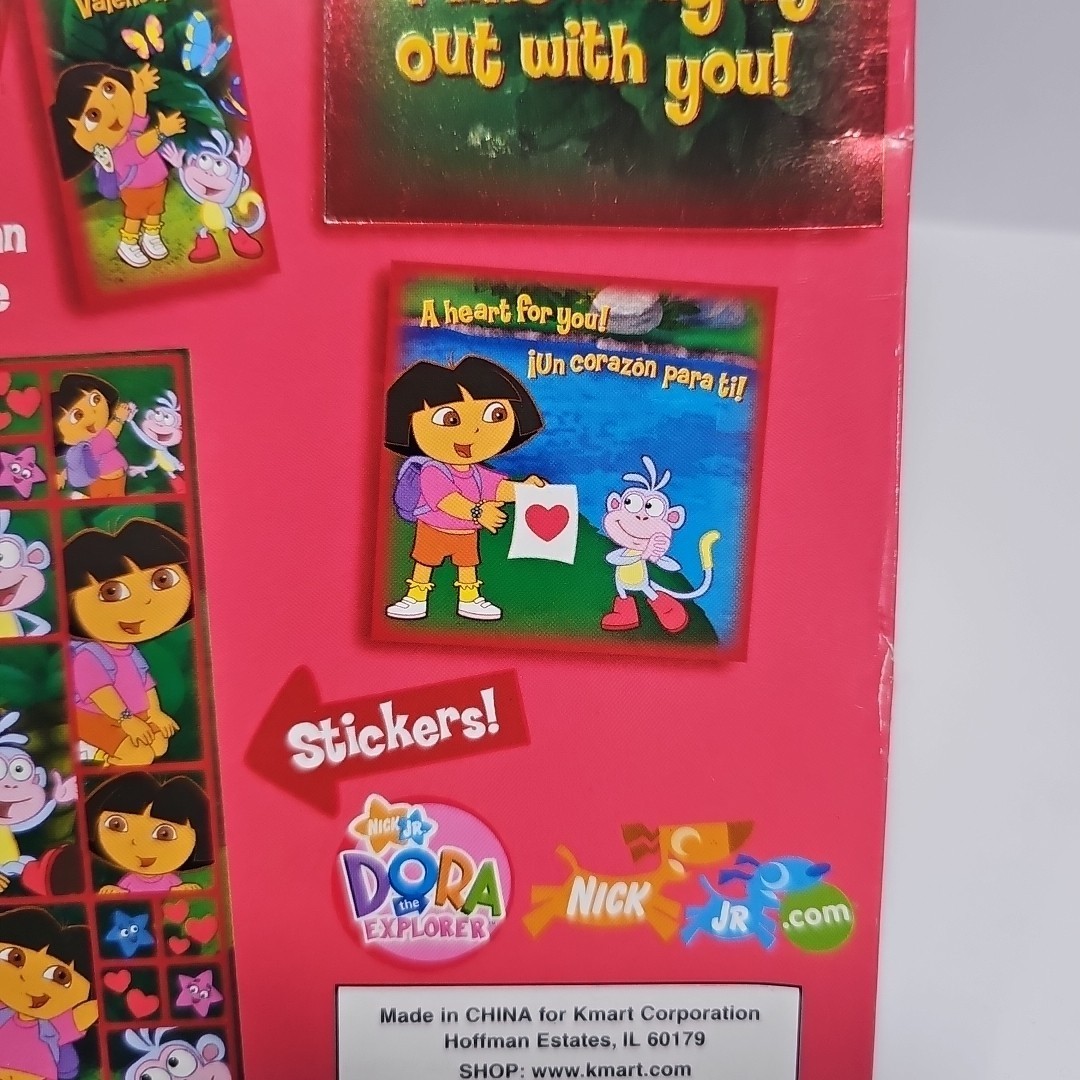 out with you!
A heart for you!
¡Un corazón para ti!
Stickers!
NICK JR
DORA
the
EXPLORER™
NICK
JR
.com
Made in CHINA for Kmart Corporation
Hoffman Estates, IL 60179
SHOP: www.kmart.com